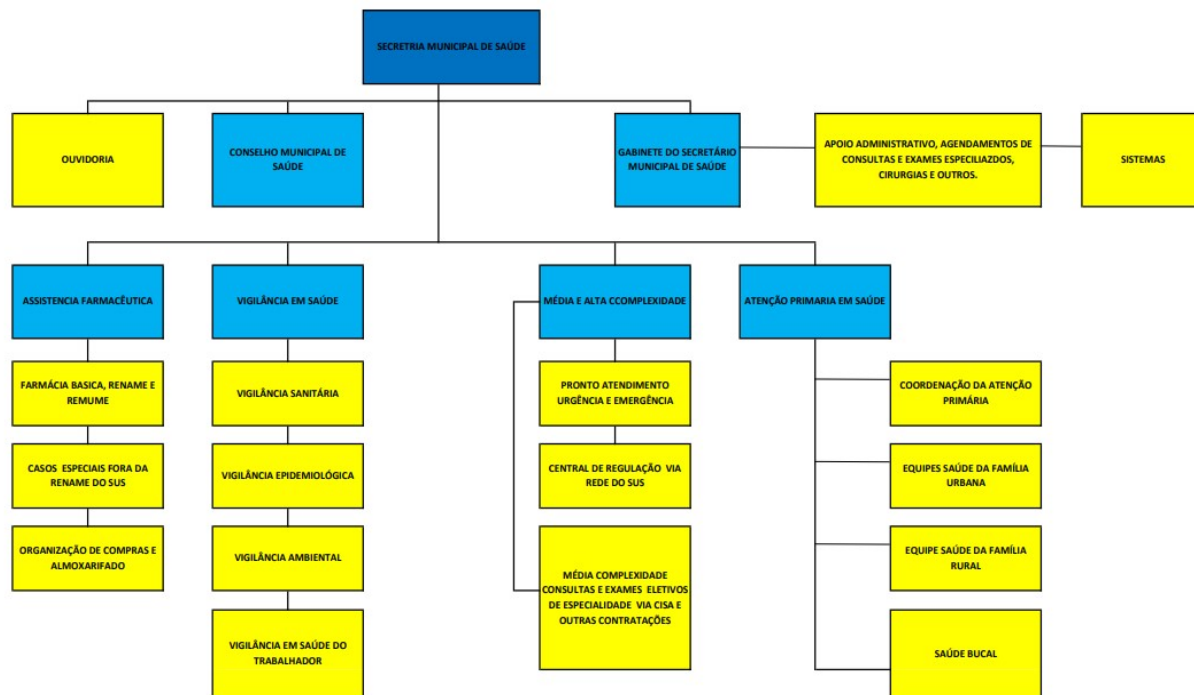 SECRETRIA MUNICIPAL DE SAÚDE
OUVIDORIA
CONSELHO MUNICIPAL DE
SAÚDE
GABINETE DO SECRETÁRIO
MUNICIPAL DE SAÚDE
APOIO ADMINISTRATIVO, AGENDAMENTOS DE
CONSULTAS E EXAMES ESPECILIAZDOS,
CIRURGIAS E OUTROS.
SISTEMAS
ASSISTENCIA FARMACÊUTICA
VIGILÂNCIA EM SAÚDE
MÉDIA E ALTA CCOMPLEXIDADE
ATENÇÃO PRIMARIA EM SAÚDE
FARMÁCIA BASICA, RENAME E
REMUME
VIGILÂNCIA SANITÁRIA
PRONTO ATENDIMENTO
URGÊNCIA E EMERGÊNCIA
COORDENAÇÃO DA ATENÇÃO
PRIMÁRIA
CASOS ESPECIAIS FORA DA
RENAME DO SUS
VIGILÂNCIA EPIDEMIOLÓGICA
CENTRAL DE REGULAÇÃO VIA
REDE DO SUS
EQUIPES SAÚDE DA FAMÍLIA
URBANA
ORGANIZAÇÃO DE COMPRAS E
ALMOXARIFADO
VIGILÂNCIA AMBIENTAL
MÉDIA COMPLEXIDADE
CONSULTAS E EXAMES ELETIVOS
DE ESPECIALIDADE VIA CISA E
OUTRAS CONTRATAÇÕES
EQUIPE SAÚDE DA FAMÍLIA
RURAL
VIGILÂNCIA EM SAÚDE DO
TRABALHADOR
SAÚDE BUCAL